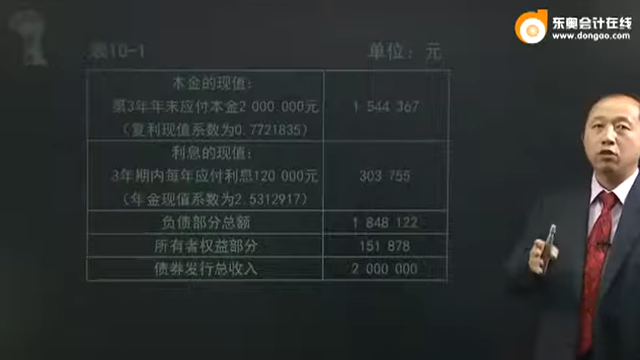 东奥会计在线
www.dongao.com
表10-1
单位：元
本金的现值：
第3年年末应付本金2 000 000元
（复利现值系数为0.7721835）
1 544 367
利息的现值：
3年期内每年应付利息120 000元
（年金现值系数为2.5312917）
303 755
负债部分总额
1 848 122
所有者权益部分
151 878
债券发行总收入
2 000 000